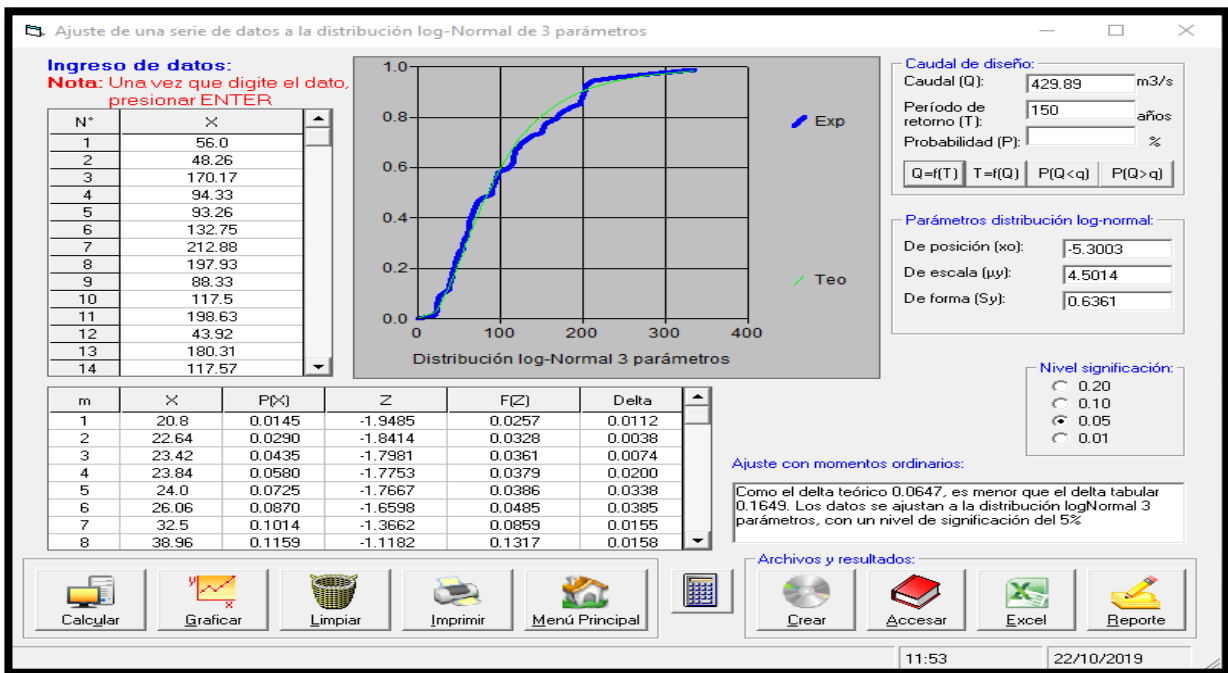 Ajuste de una serie de datos a la distribución log-Normal de 3 parámetros
Ingreso de datos:
Nota: Una vez que digite el dato,
presionar ENTER
N° X
1 56.0
2 48.26
3 170.17
4 94.33
5 93.26
6 132.75
7 212.88
8 197.93
9 88.33
10 117.5
11 198.63
12 43.92
13 180.31
14 117.57
1.0
0.8
0.6
0.4
0.2
0.0
0 100 200 300 400
Distribución log-Normal 3 parámetros
Exp
Teo
Caudal de diseño:
Caudal (Q): 429.89 m3/s
Período de
retorno (T): 150 años
Probabilidad (P): %
Q=f(T) T=f(Q) P(Q<q) P(Q>q)
Parámetros distribución log-normal:
De posición (xo): -5.3003
De escala (µy): 4.5014
De forma (Sy): 0.6361
Nivel significación:
0.20
0.10
0.05
0.01
m X P(X) Z F(Z) Delta
1 20.8 0.0145 -1.9485 0.0257 0.0112
2 22.64 0.0290 -1.8414 0.0328 0.0038
3 23.42 0.0435 -1.7981 0.0361 0.0074
4 23.84 0.0580 -1.7753 0.0379 0.0200
5 24.0 0.0725 -1.7667 0.0386 0.0338
6 26.06 0.0870 -1.6598 0.0485 0.0385
7 32.5 0.1014 -1.3662 0.0859 0.0155
8 38.96 0.1159 -1.1182 0.1317 0.0158
Ajuste con momentos ordinarios:
Como el delta teórico 0.0647, es menor que el delta tabular
0.1649. Los datos se ajustan a la distribución logNormal 3
parámetros, con un nivel de significación del 5%
Calcular Graficar Limpiar Imprimir Menú Principal
Archivos y resultados:
Crear Accesar Excel Reporte
11:53 22/10/2019